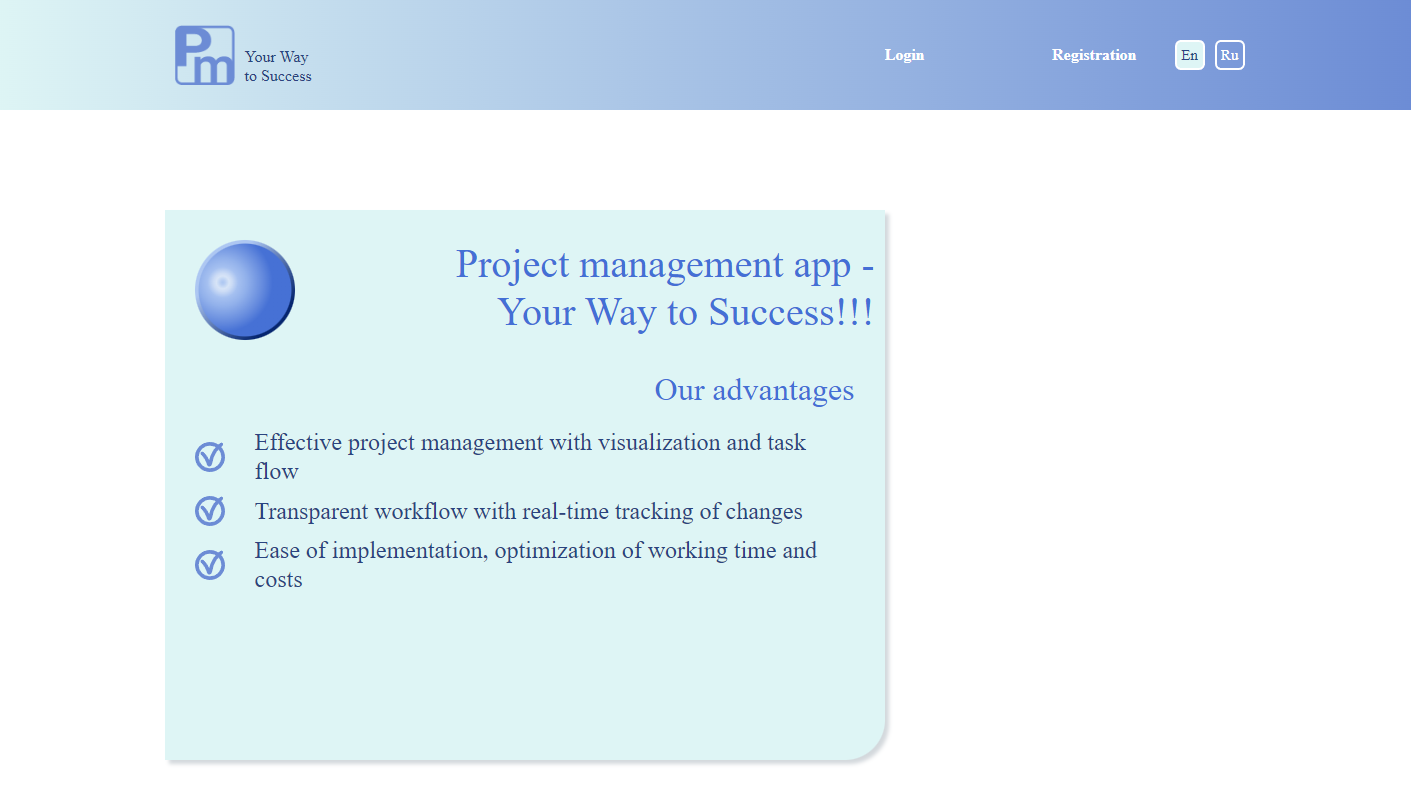 Pm
Your Way
to Success
Login
Registration
En
Ru
Project management app -
Your Way to Success!!!
Our advantages
Effective project management with visualization and task
flow
Transparent workflow with real-time tracking of changes
Ease of implementation, optimization of working time and
costs